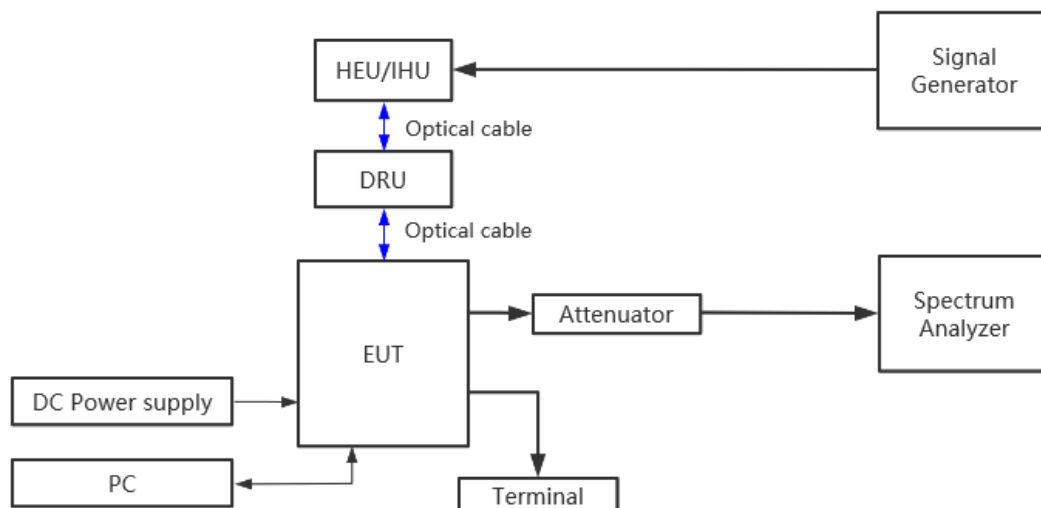 HEU/IHU
Signal
Generator
Optical cable
DRU
Optical cable
EUT
Attenuator
Spectrum
Analyzer
DC Power supply
PC
Terminal